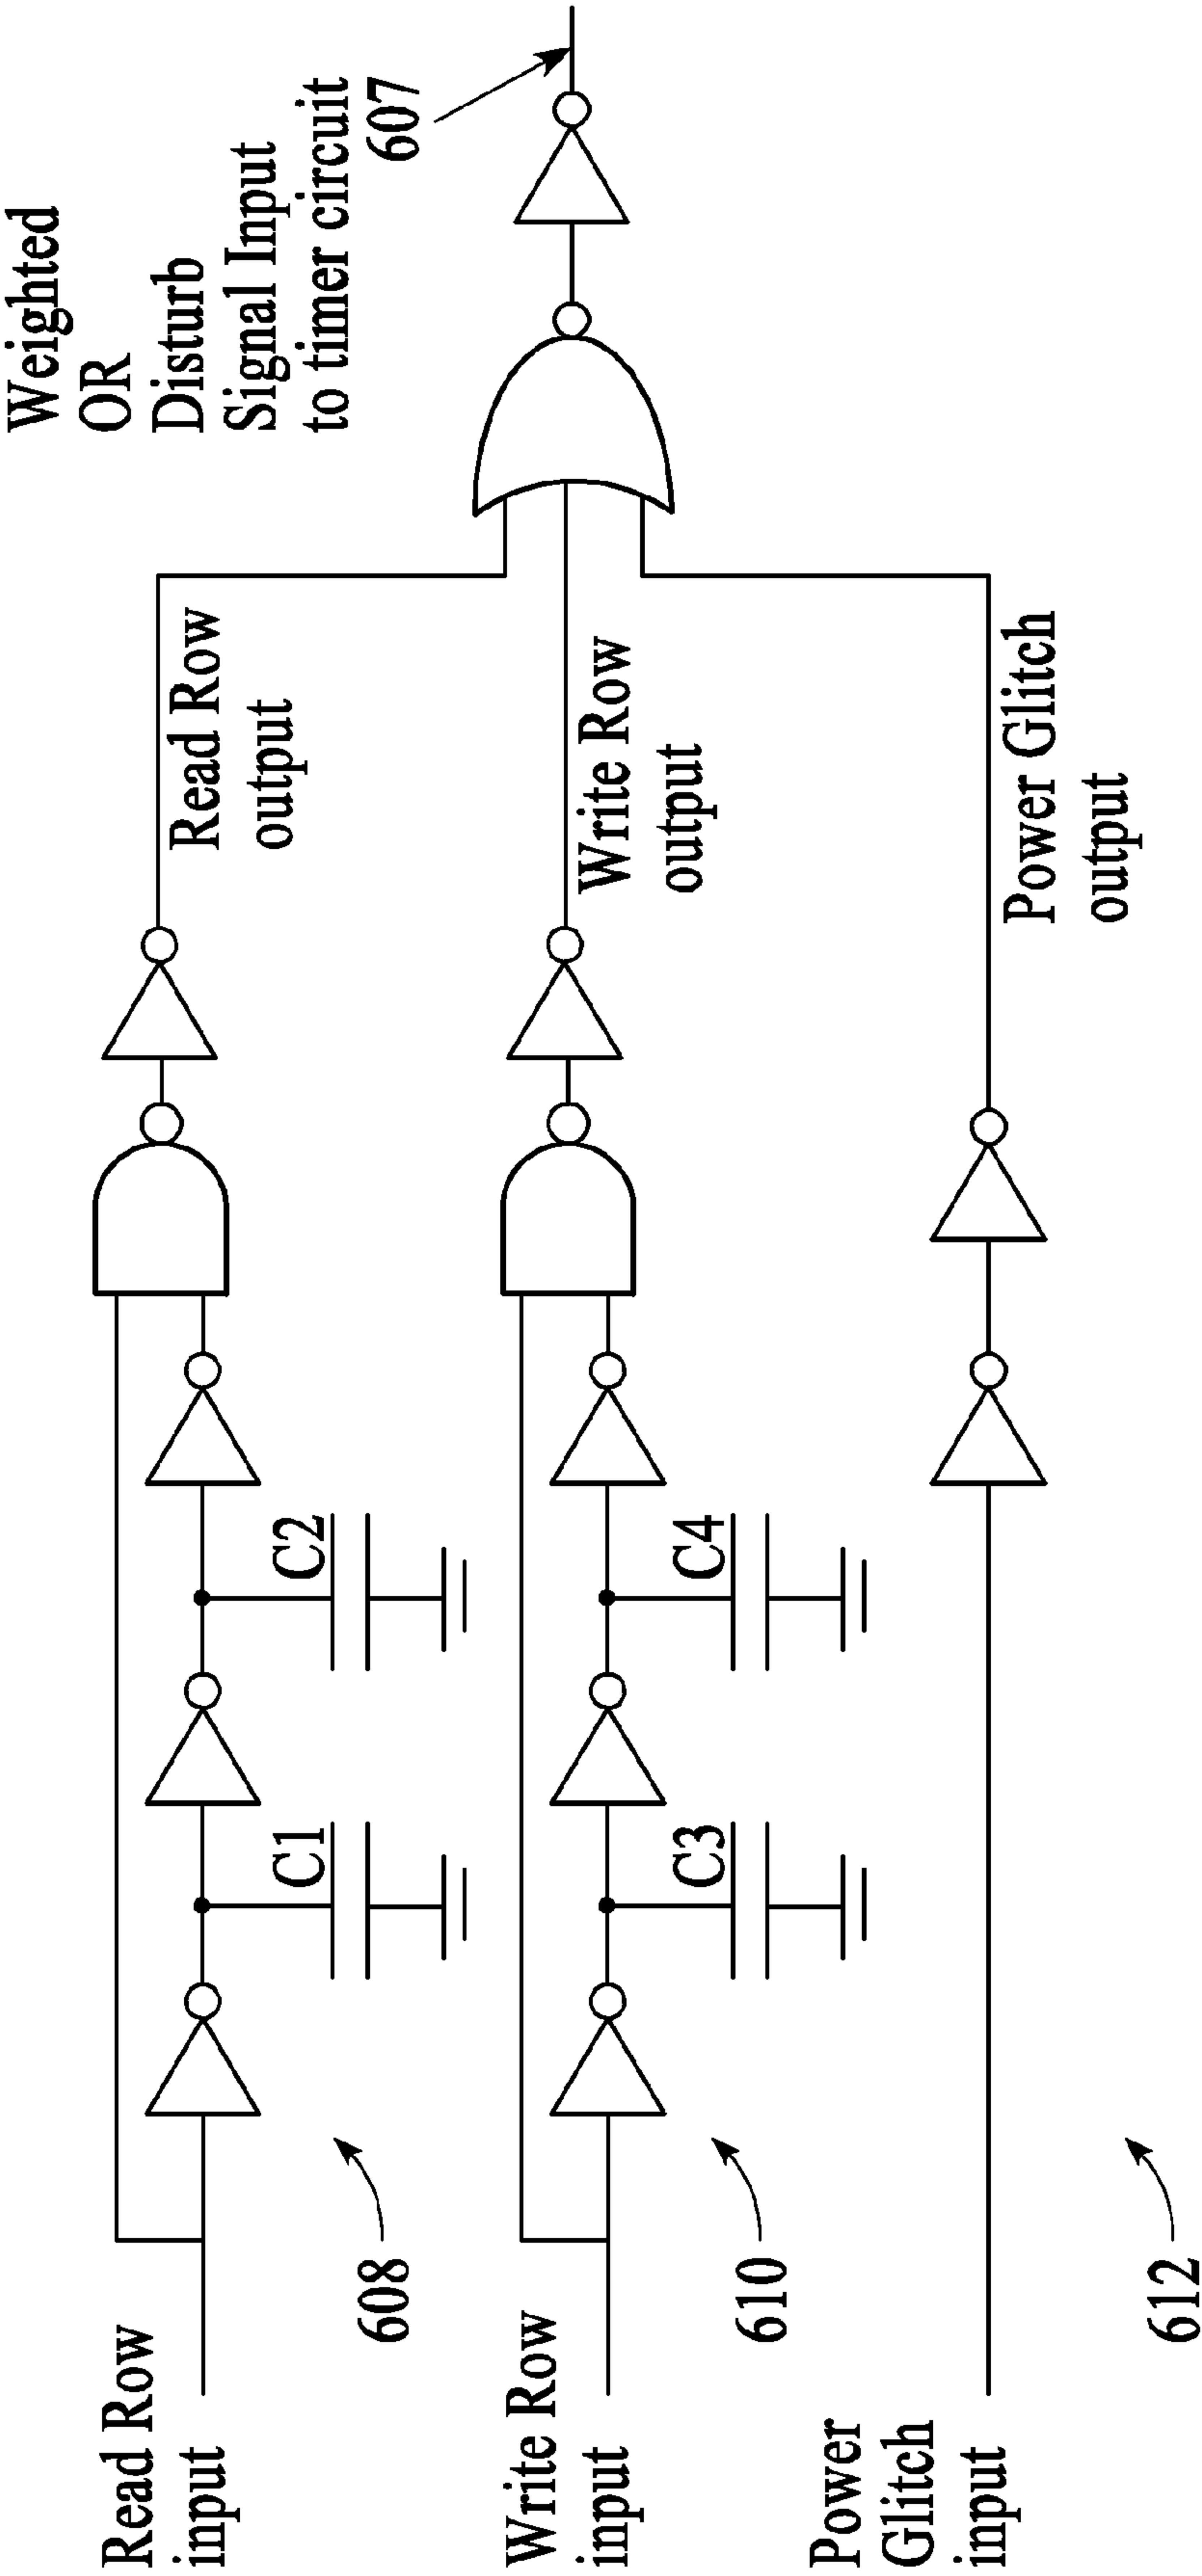 Weighted
OR
Disturb
Signal Input
to timer circuit
607
Read Row
output
Write Row
output
Power Glitch
output
C2
C4
C1
C3
608
610
612
Read Row
input
Write Row
input
Power
Glitch
input